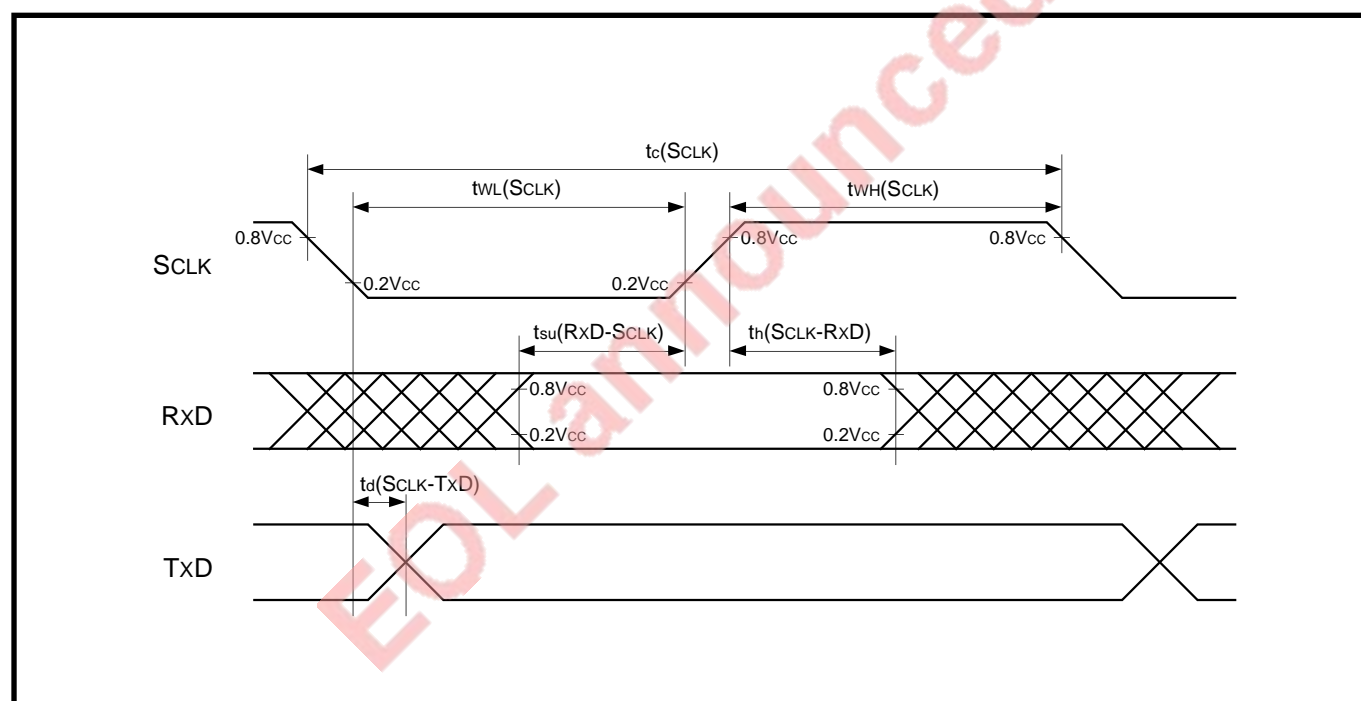 tc(SCLK)
tWL(SCLK)
tWH(SCLK)
SCLK
0.8VCC
0.2VCC
0.2VCC
0.8VCC
0.8VCC
tsu(RXD-SCLK)
th(SCLK-RXD)
RXD
0.8VCC
0.2VCC
0.8VCC
0.2VCC
td(SCLK-TXD)
TXD
EOL announced